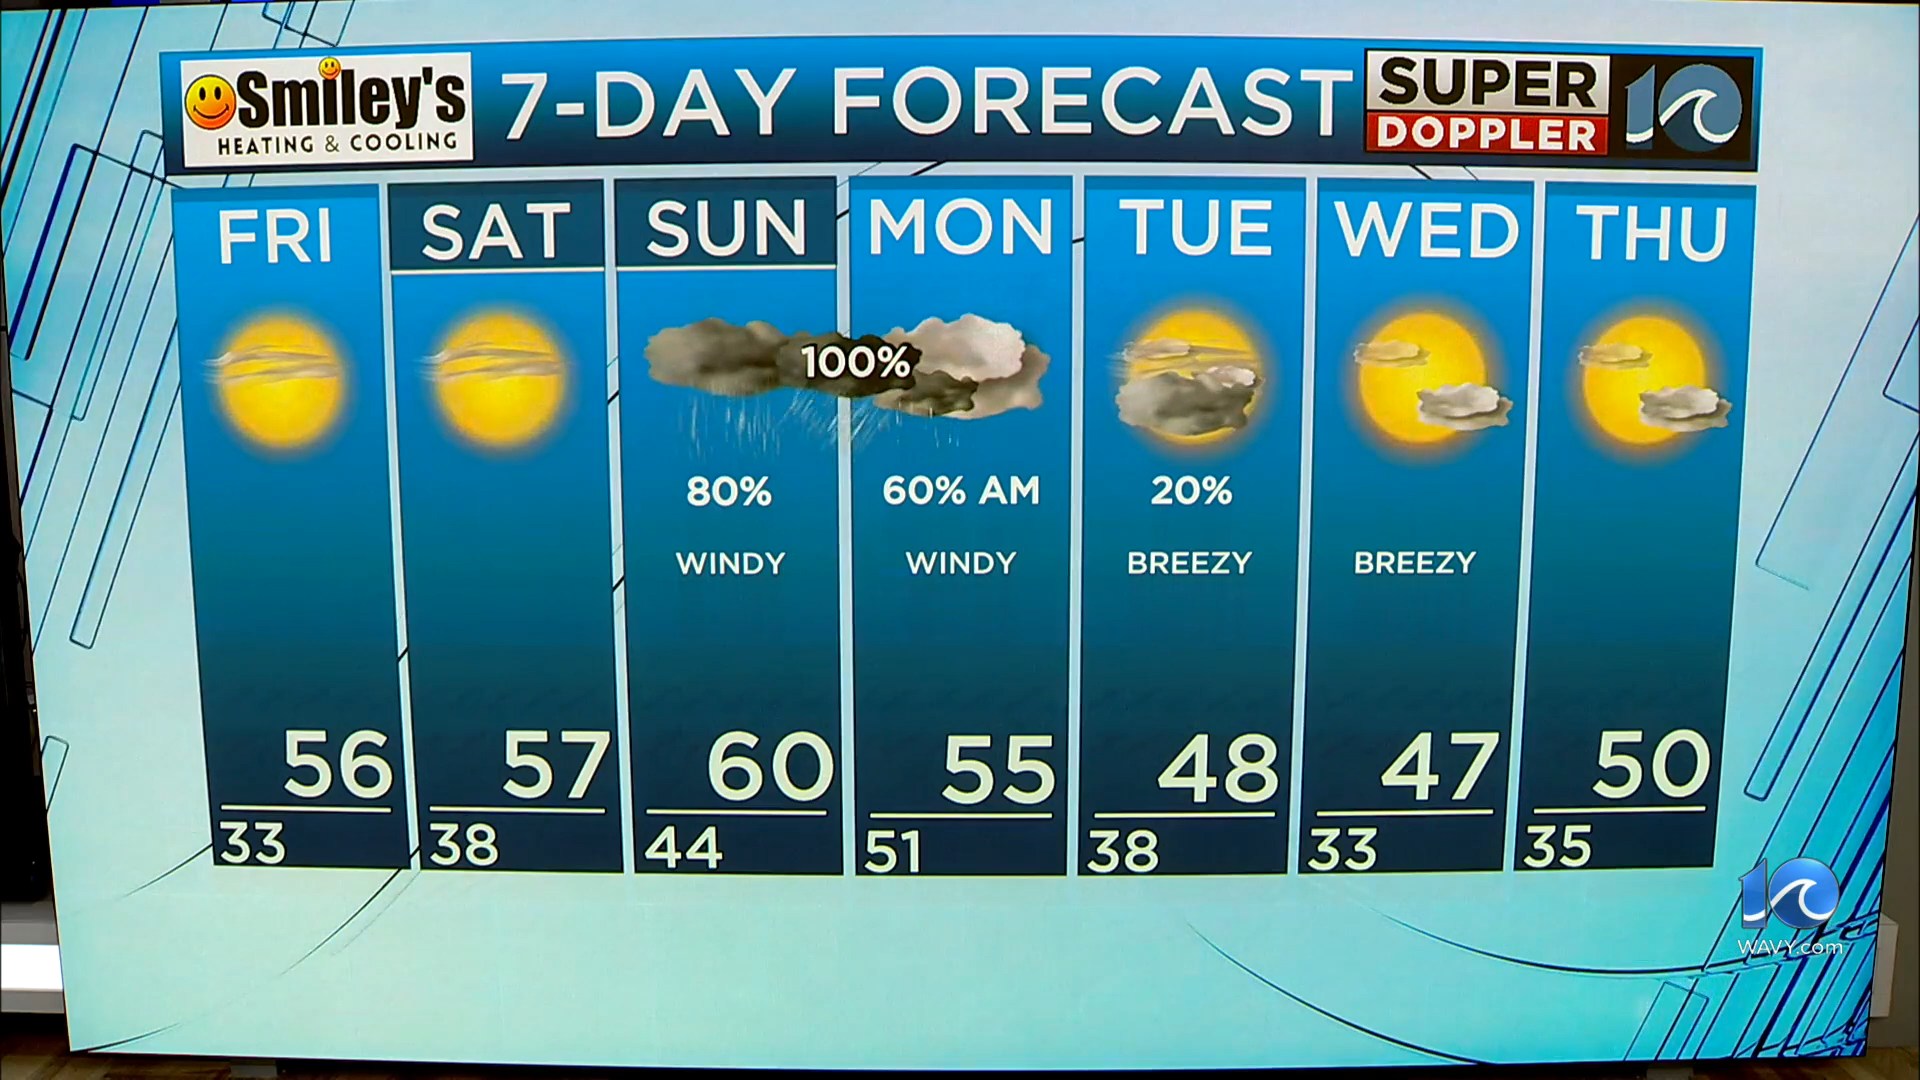 Smiley's
HEATING & COOLING
7-DAY FORECAST
SUPER
DOPPLER
10
FRI
SAT
SUN
MON
TUE
WED
THU
100%
80%
60% AM
20%
WINDY
WINDY
BREEZY
BREEZY
56
57
60
55
48
47
50
33
38
44
51
38
33
35
10
WAVY.com